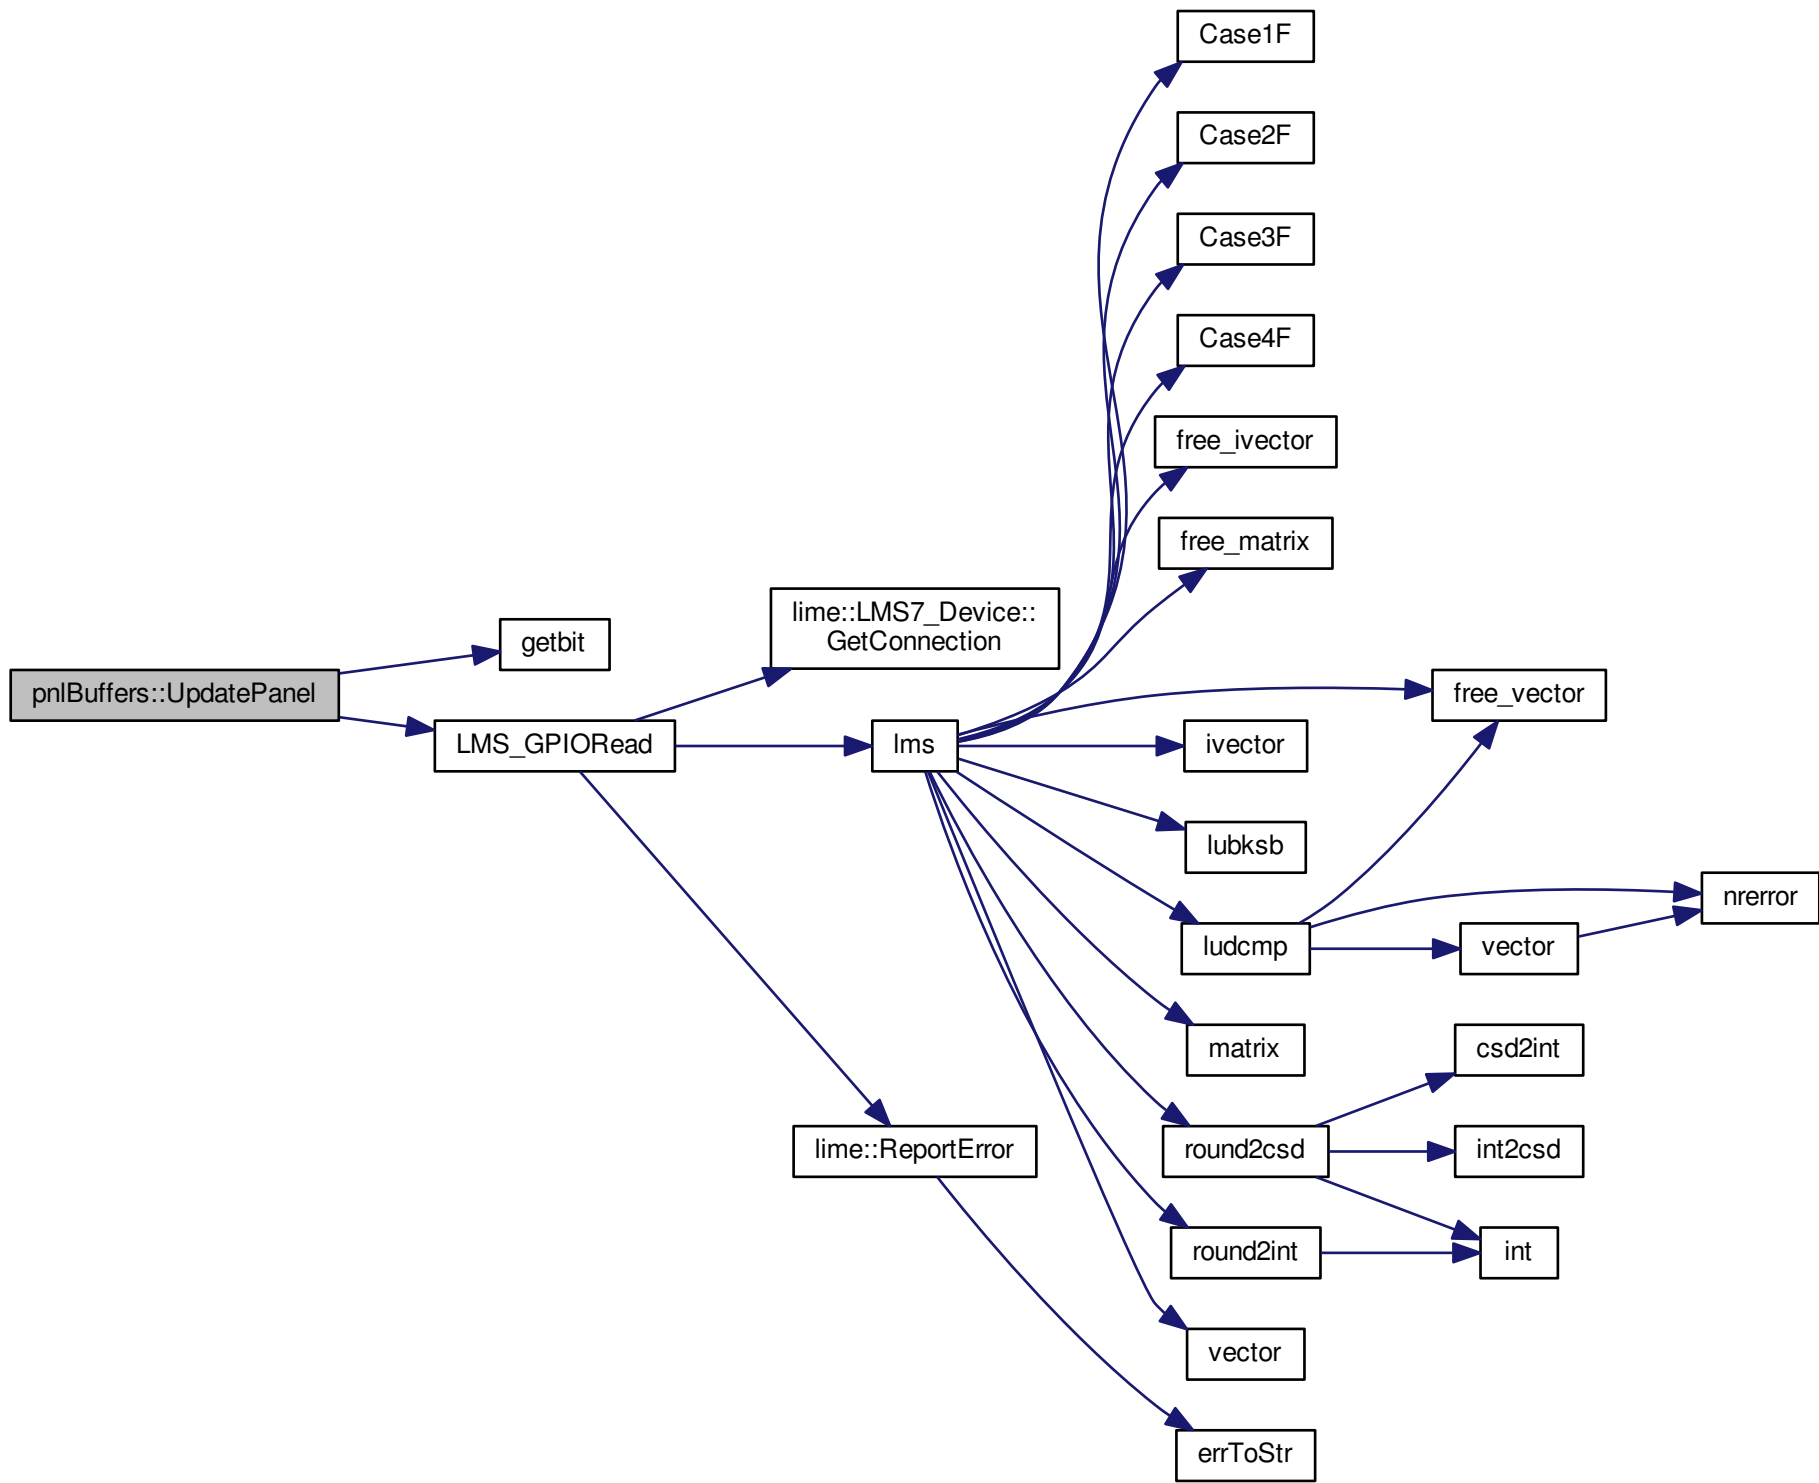 Case1F
Case2F
Case3F
Case4F
free_ivector
free_matrix
lime::LMS7_Device::
GetConnection
getbit
pnlBuffers::UpdatePanel
free_vector
LMS_GPIORead
lms
ivector
lubksb
nrerror
ludcmp
vector
matrix
csd2int
lime::ReportError
round2csd
int2csd
round2int
int
vector
errToStr